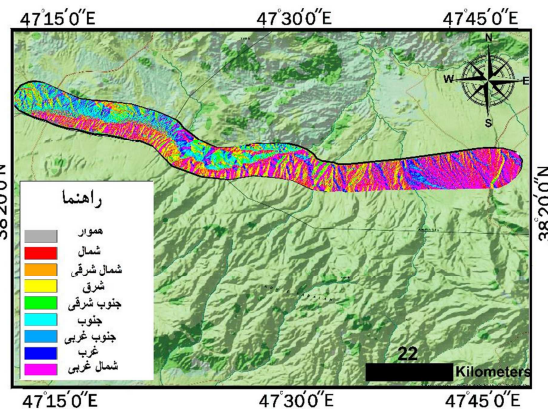 47°15'0"E 47°30'0"E 47°45'0"E
N
W E
S
38°20'0"N
38°20'0"N
راهنما
هموار
شمال
شمال شرقی
شرق
جنوب شرقی
جنوب
جنوب غربی
غرب
شمال غربی
22
Kilometers
47°15'0"E 47°30'0"E 47°45'0"E